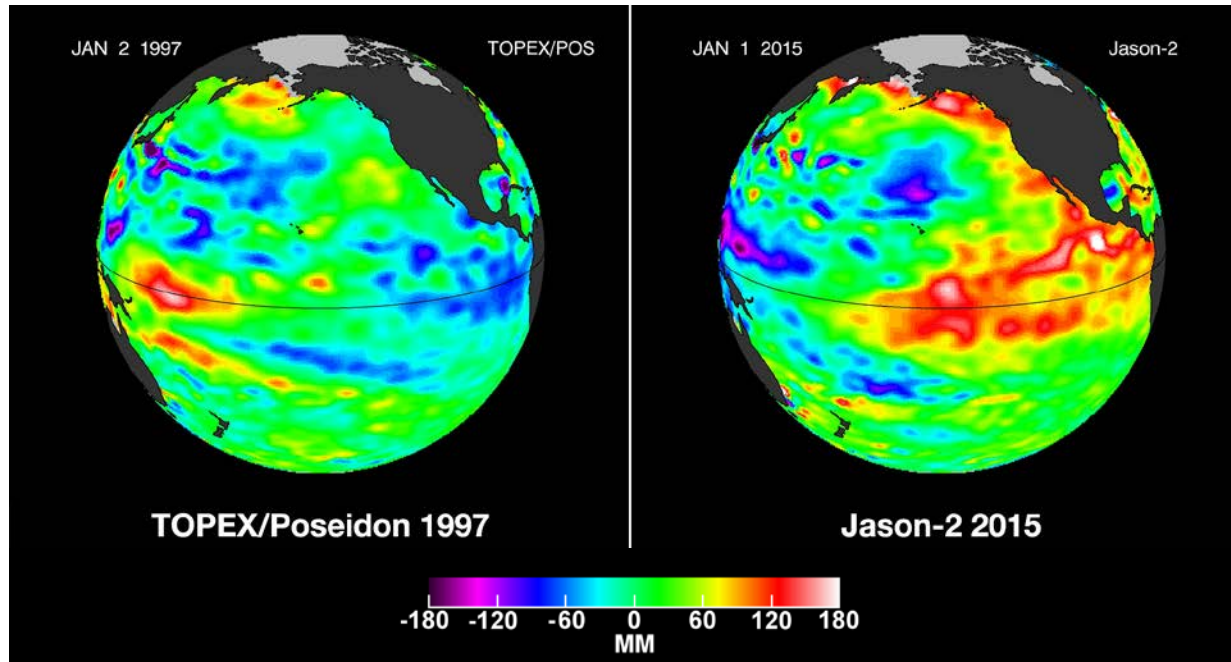 JAN 2 1997
TOPEX/POS
JAN 1 2015
Jason-2
TOPEX/Poseidon 1997
Jason-2 2015
-180 -120 -60 0 60 120 180
MM